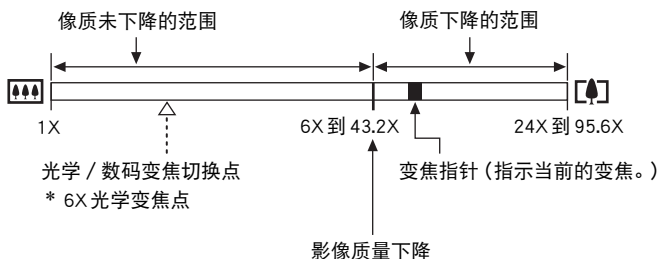 像质未下降的范围
像质下降的范围
1X
6X 到 43.2X
24X 到 95.6X
光学 / 数码变焦切换点
* 6X 光学变焦点
变焦指针 (指示当前的变焦。)
影像质量下降